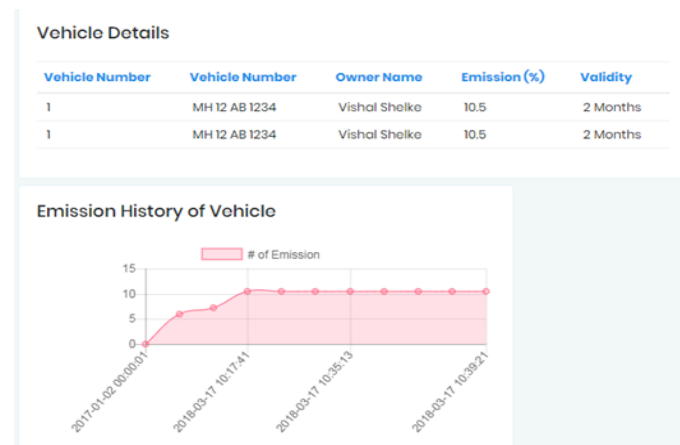 Vehicle Details
Vehicle Number Vehicle Number Owner Name Emission (%) Validity
1 MH 12 AB 1234 Vishal Shelke 10.5 2 Months
1 MH 12 AB 1234 Vishal Shelke 10.5 2 Months
Emission History of Vehicle
# of Emission
15
10
5
0
2017-01-02 00:00:01
2018-03-17 10:17:41
2018-03-17 10:35:13
2018-03-17 10:39:21